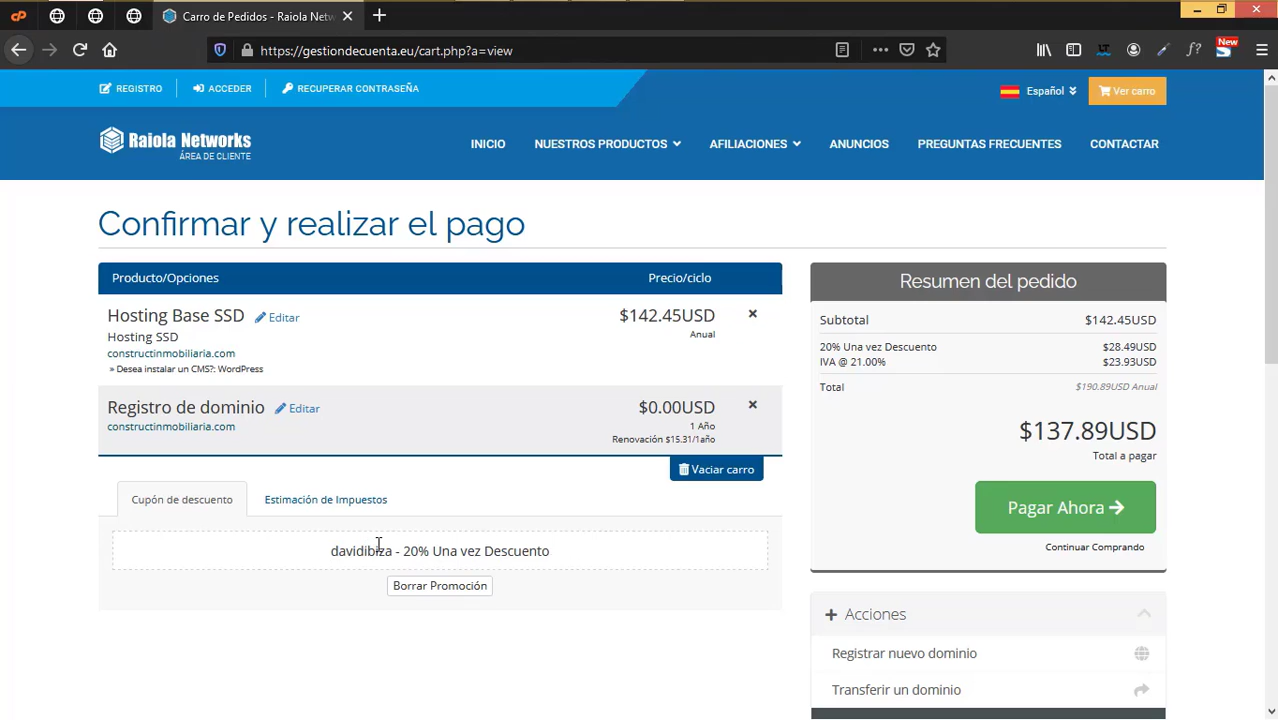 Carro de Pedidos - Raiola Netw
https://gestiondecuenta.eu/cart.php?a=view
New
REGISTRO
ACCEDER
RECUPERAR CONTRASEÑA
Español
Ver carro
Raiola Networks
ÁREA DE CLIENTE
INICIO
NUESTROS PRODUCTOS
AFILIACIONES
ANUNCIOS
PREGUNTAS FRECUENTES
CONTACTAR
Confirmar y realizar el pago
Producto/Opciones Precio/ciclo
Hosting Base SSD Editar $142.45USD
Hosting SSD Anual
constructinmobiliaria.com
» Desea instalar un CMS?: WordPress
Registro de dominio Editar $0.00USD
constructinmobiliaria.com 1 Año
Renovación $15.31/1año
Vaciar carro
Cupón de descuento Estimación de Impuestos
davidibiza - 20% Una vez Descuento
Borrar Promoción
Resumen del pedido
Subtotal $142.45USD
20% Una vez Descuento $28.49USD
IVA @ 21.00% $23.93USD
Total $190.89USD Anual
$137.89USD
Total a pagar
Pagar Ahora
Continuar Comprando
Acciones
Registrar nuevo dominio
Transferir un dominio